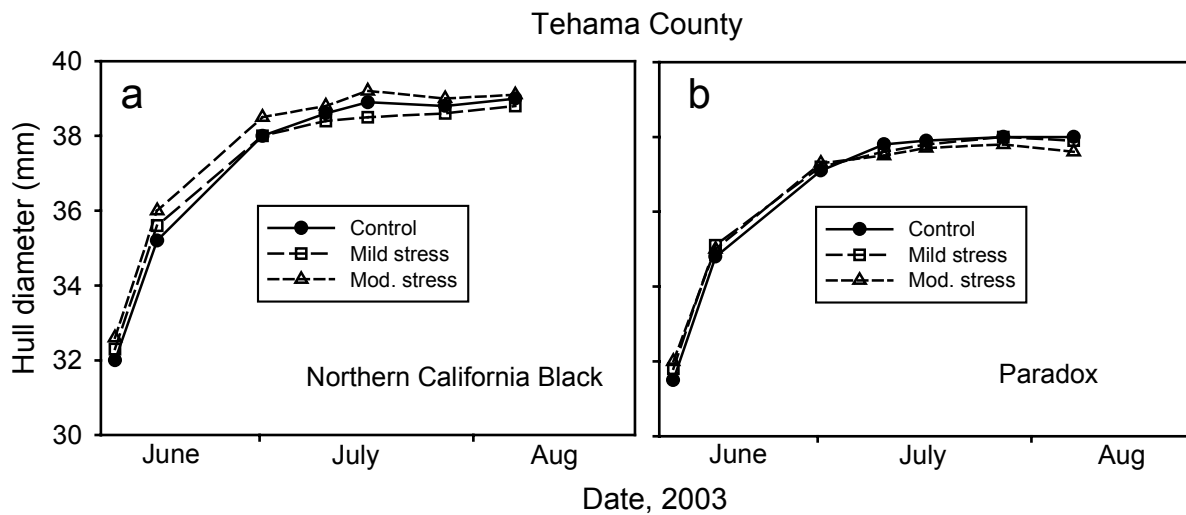 Tehama County
Hull diameter (mm)
40
38
36
34
32
30
a
Control
Mild stress
Mod. stress
Northern California Black
June
July
Aug
b
Control
Mild stress
Mod. stress
Paradox
June
July
Aug
Date, 2003